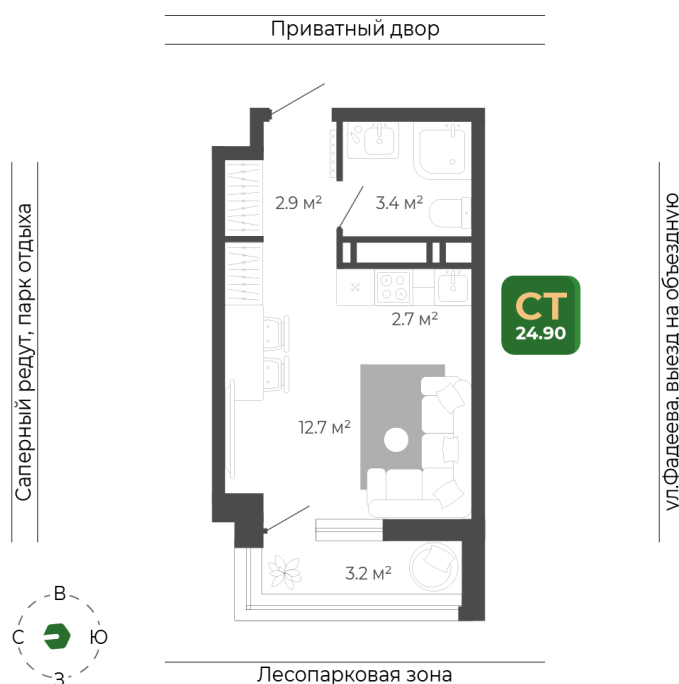 Приватный двор
Саперный редут, парк отдыха
2.9 м²
3.4 м²
ул.Фадеева, выезд на объездную
СТ
24.90
2.7 м²
12.7 м²
3.2 м²
В
С
Ю
З
Лесопарковая зона